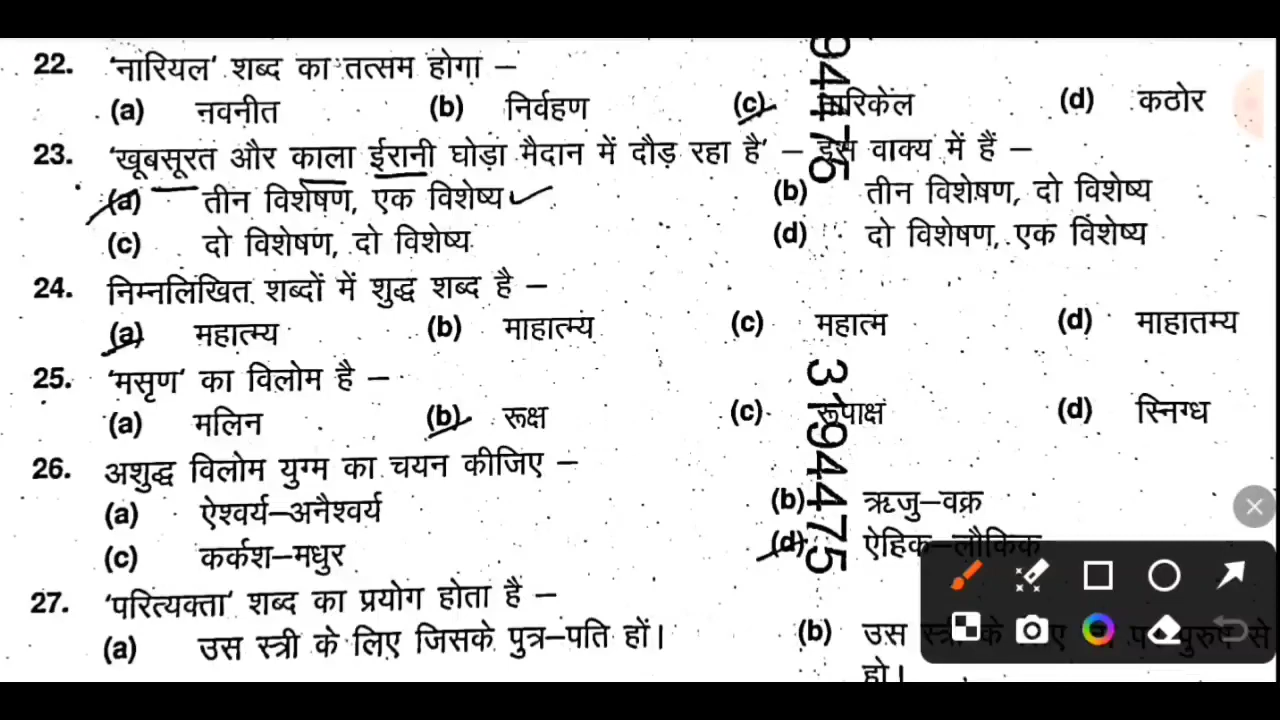 22. 'नारियल' शब्द का तत्सम होगा –
(a) नवनीत (b) निर्वहण (c) नारिकेल (d) कठोर
23. 'खूबसूरत और काला ईरानी घोड़ा मैदान में दौड़ रहा है' – इस वाक्य में हैं –
(a) तीन विशेषण, एक विशेष्य (b) तीन विशेषण, दो विशेष्य
(c) दो विशेषण, दो विशेष्य (d) दो विशेषण, एक विशेष्य
24. निम्नलिखित शब्दों में शुद्ध शब्द है –
(a) महात्म्य (b) माहात्म्य (c) महात्म (d) माहातम्य
25. 'मसृण' का विलोम है –
(a) मलिन (b) रूक्ष (c) रूपाक्ष (d) स्निग्ध
26. अशुद्ध विलोम युग्म का चयन कीजिए –
(a) ऐश्वर्य–अनैश्वर्य (b) ऋजु–वक्र
(c) कर्कश–मधुर (d) ऐहिक–लौकिक
27. 'परित्यक्ता' शब्द का प्रयोग होता है –
(a) उस स्त्री के लिए जिसके पुत्र–पति हों। (b) उस स्त्री के पुरुष से
हो।
94475
3194475